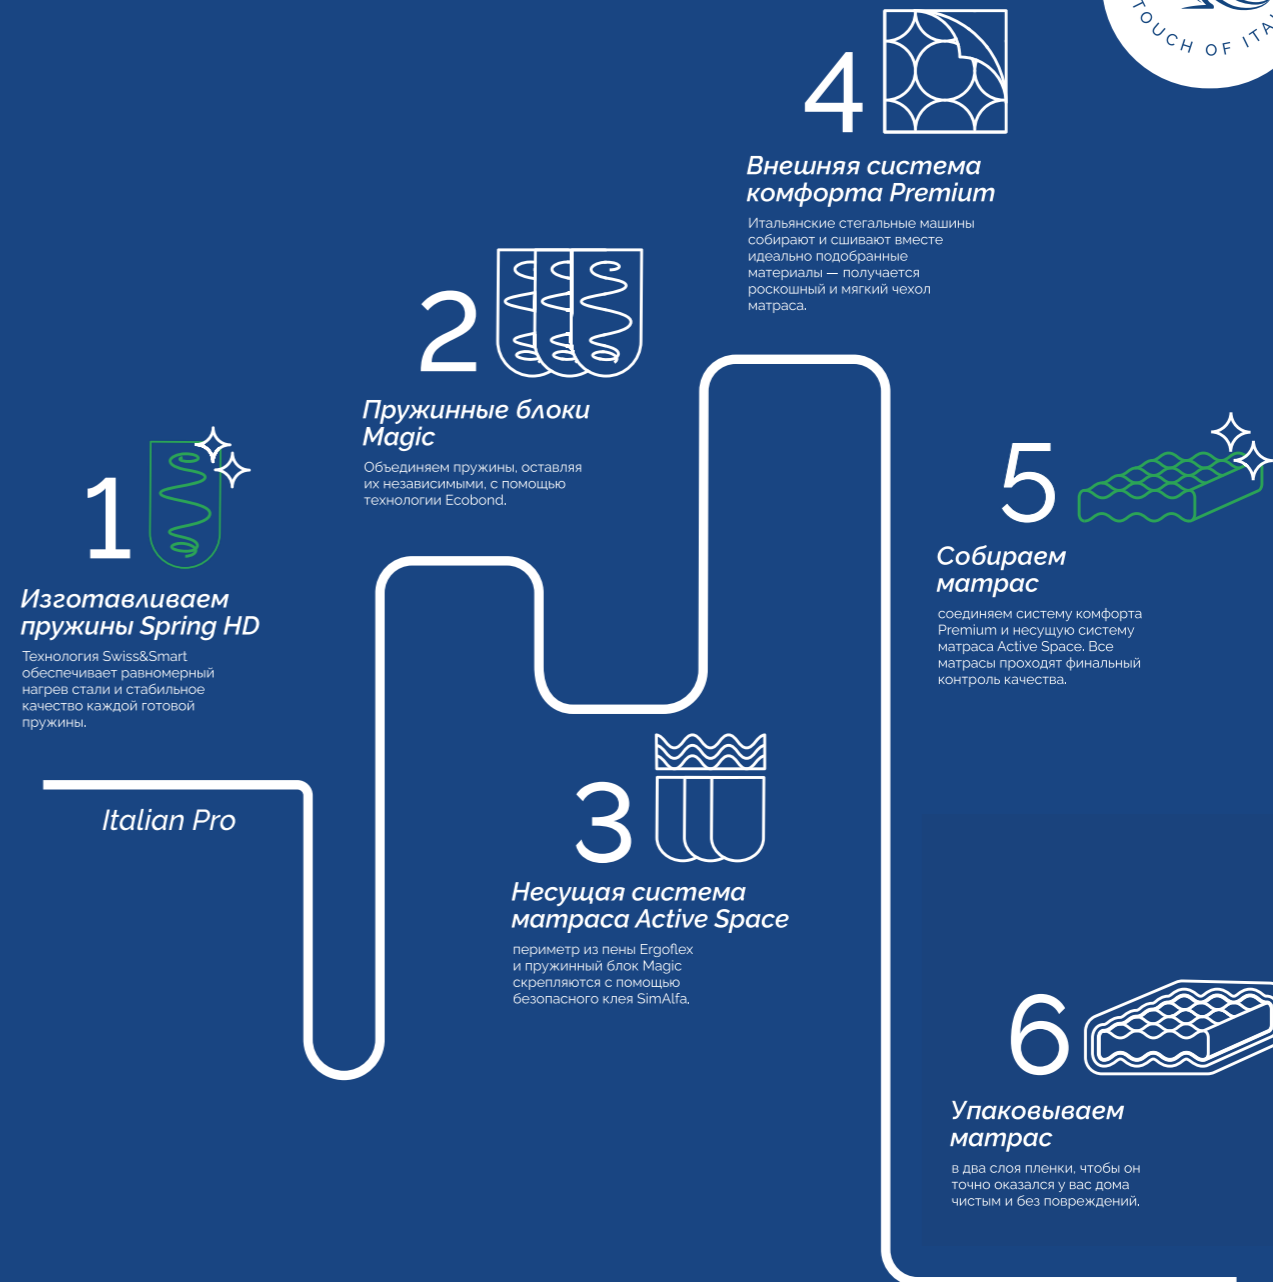 1
Изготавливаем
пружины Spring HD
Технология Swiss&Smart
обеспечивает равномерный
нагрев стали и стабильное
качество каждой готовой
пружины.
Italian Pro
2
Пружинные блоки
Magic
Объединяем пружины, оставляя
их независимыми, с помощью
технологии Ecobond.
3
Несущая система
матраса Active Space
периметр из пены Ergoflex
и пружинный блок Magic
скрепляются с помощью
безопасного клея SimAlfa.
4
Внешняя система
комфорта Premium
Итальянские стегальные машины
собирают и сшивают вместе
идеально подобранные
материалы — получается
роскошный и мягкий чехол
матраса.
TOUCH OF
5
Собираем
матрас
соединяем систему комфорта
Premium и несущую систему
матраса Active Space. Все
матрасы проходят финальный
контроль качества.
6
Упаковываем
матрас
в два слоя пленки, чтобы он
точно оказался у вас дома
чистым и без повреждений.